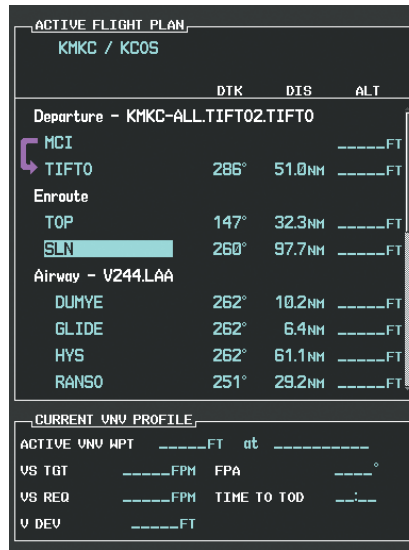 ACTIVE FLIGHT PLAN
KMKC / KCOS
DTK DIS ALT
Departure - KMKC-ALL.TIFTO2.TIFTO
MCI _____FT
TIFTO 286° 51.0NM _____FT
Enroute
TOP 147° 32.3NM _____FT
SLN 260° 97.7NM _____FT
Airway - V244.LAA
DUMYE 262° 10.2NM _____FT
GLIDE 262° 6.4NM _____FT
HYS 262° 61.1NM _____FT
RANSO 251° 29.2NM _____FT
CURRENT VNV PROFILE
ACTIVE VNV WPT _____FT at __________
VS TGT _____FPM FPA ____°
VS REQ _____FPM TIME TO TOD __:__
V DEV _____FT